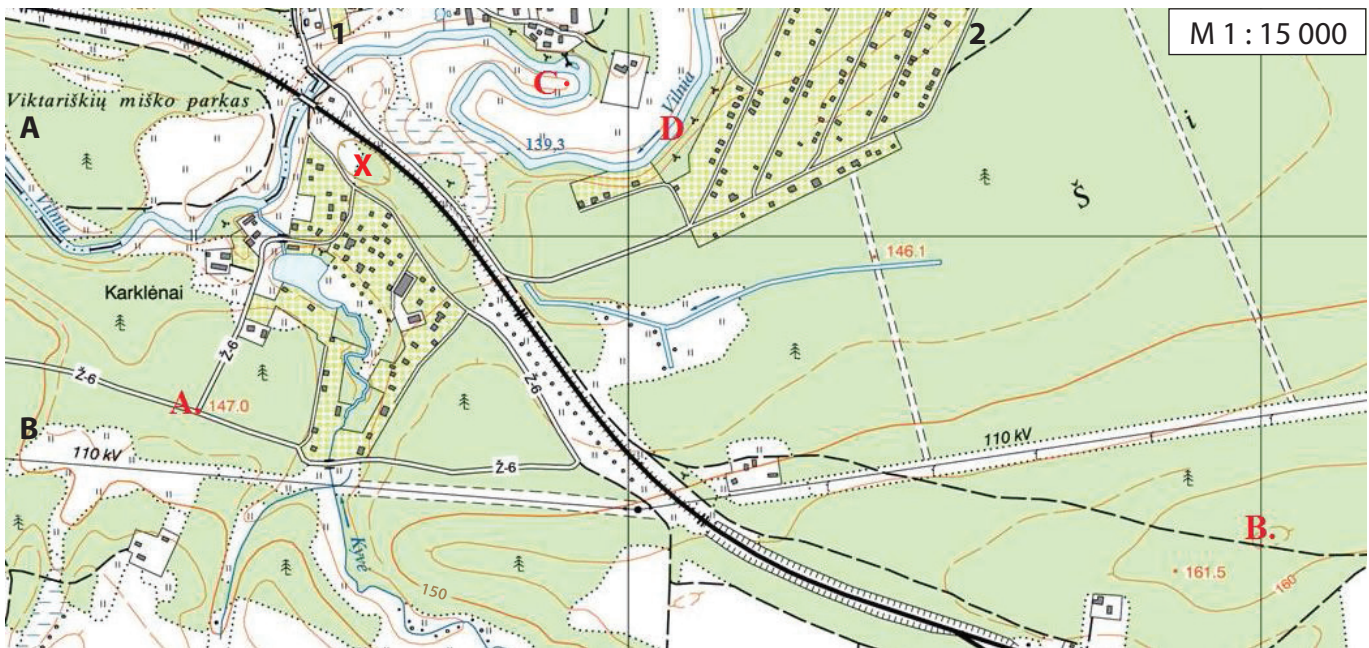 1
2
M 1 : 15 000
C.
Viktariškių miško parkas
A
Vilnia
D
139,3
X
i
Š
Vilnia
146.1
Karklėnai
Ž-6
Ž-6
A.
147.0
Ž-6
B
110 kV
110 kV
Ž-6
B.
Kyvė
161.5
160
150